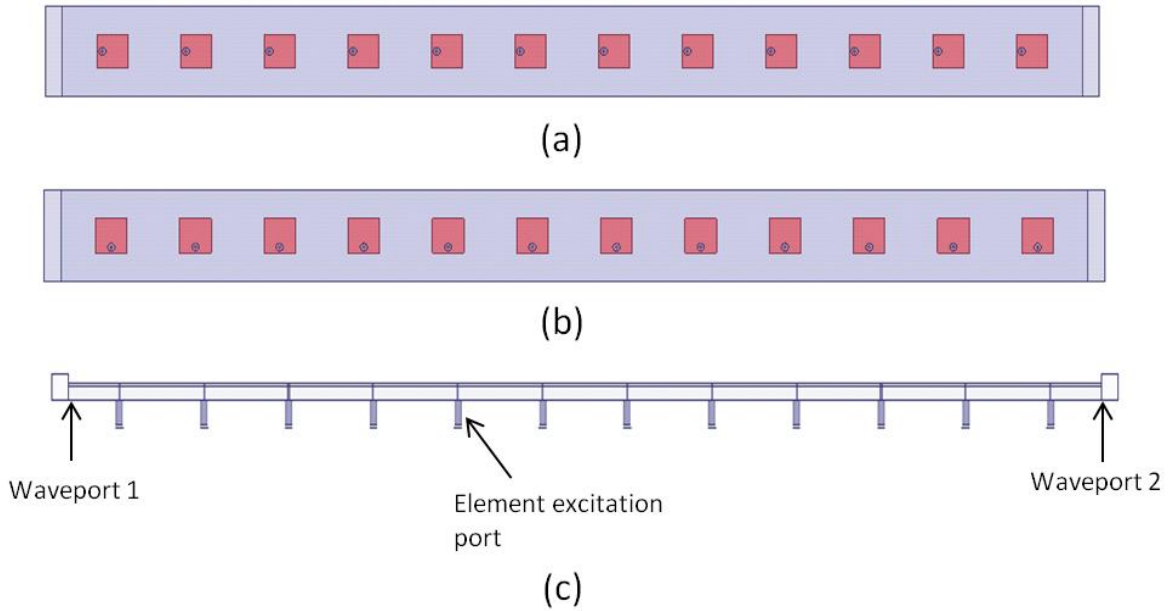 (a)
(b)
Waveport 1
Element excitation
port
Waveport 2
(c)